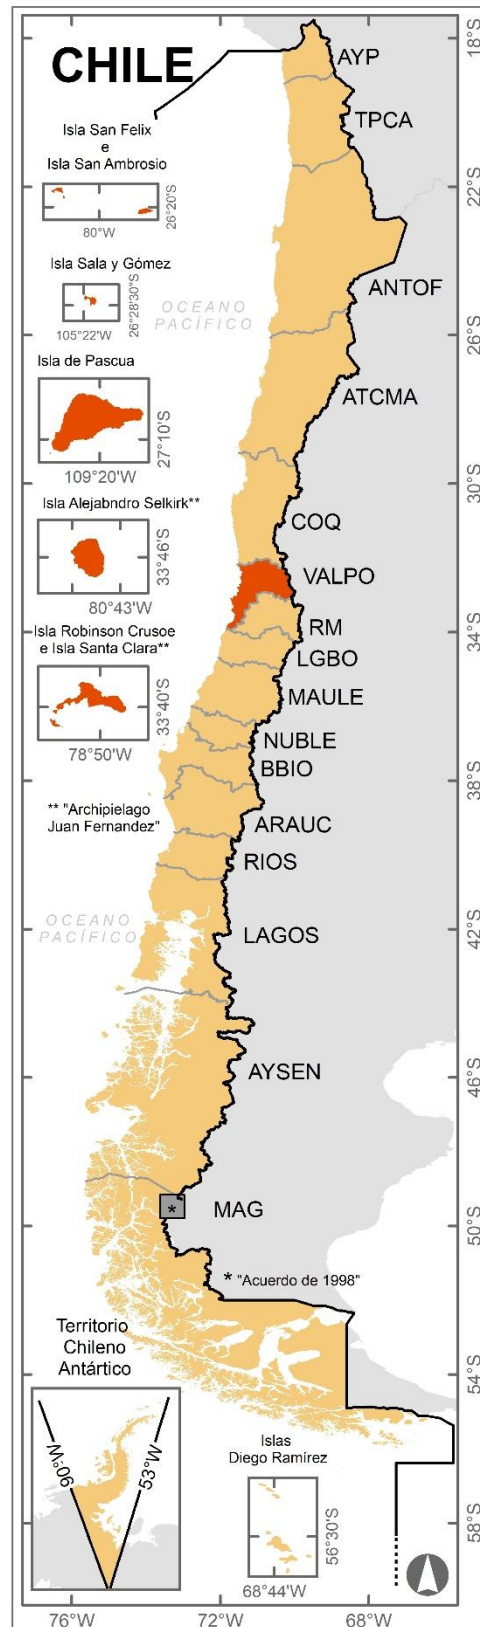 CHILE
Isla San Felix
e
Isla San Ambrosio
26°20'S
80°W
Isla Sala y Gómez
26°28'30"S
105°22'W
OCEANO
PACÍFICO
Isla de Pascua
27°10'S
109°20'W
Isla Alejabndro Selkirk**
33°46'S
80°43'W
Isla Robinson Crusoe
e Isla Santa Clara**
33°40'S
78°50'W
** "Archipielago
Juan Fernandez"
OCEANO
PACÍFICO
AYP
TPCA
ANTOF
ATCMA
COQ
VALPO
RM
LGBO
MAULE
NUBLE
BBIO
ARAUC
RIOS
LAGOS
AYSEN
*
MAG
* "Acuerdo de 1998"
Territorio
Chileno
Antártico
90°W
53°W
Islas
Diego Ramírez
56°30'S
68°44'W
18°S
22°S
26°S
30°S
34°S
38°S
42°S
46°S
50°S
54°S
58°S
76°W
72°W
68°W